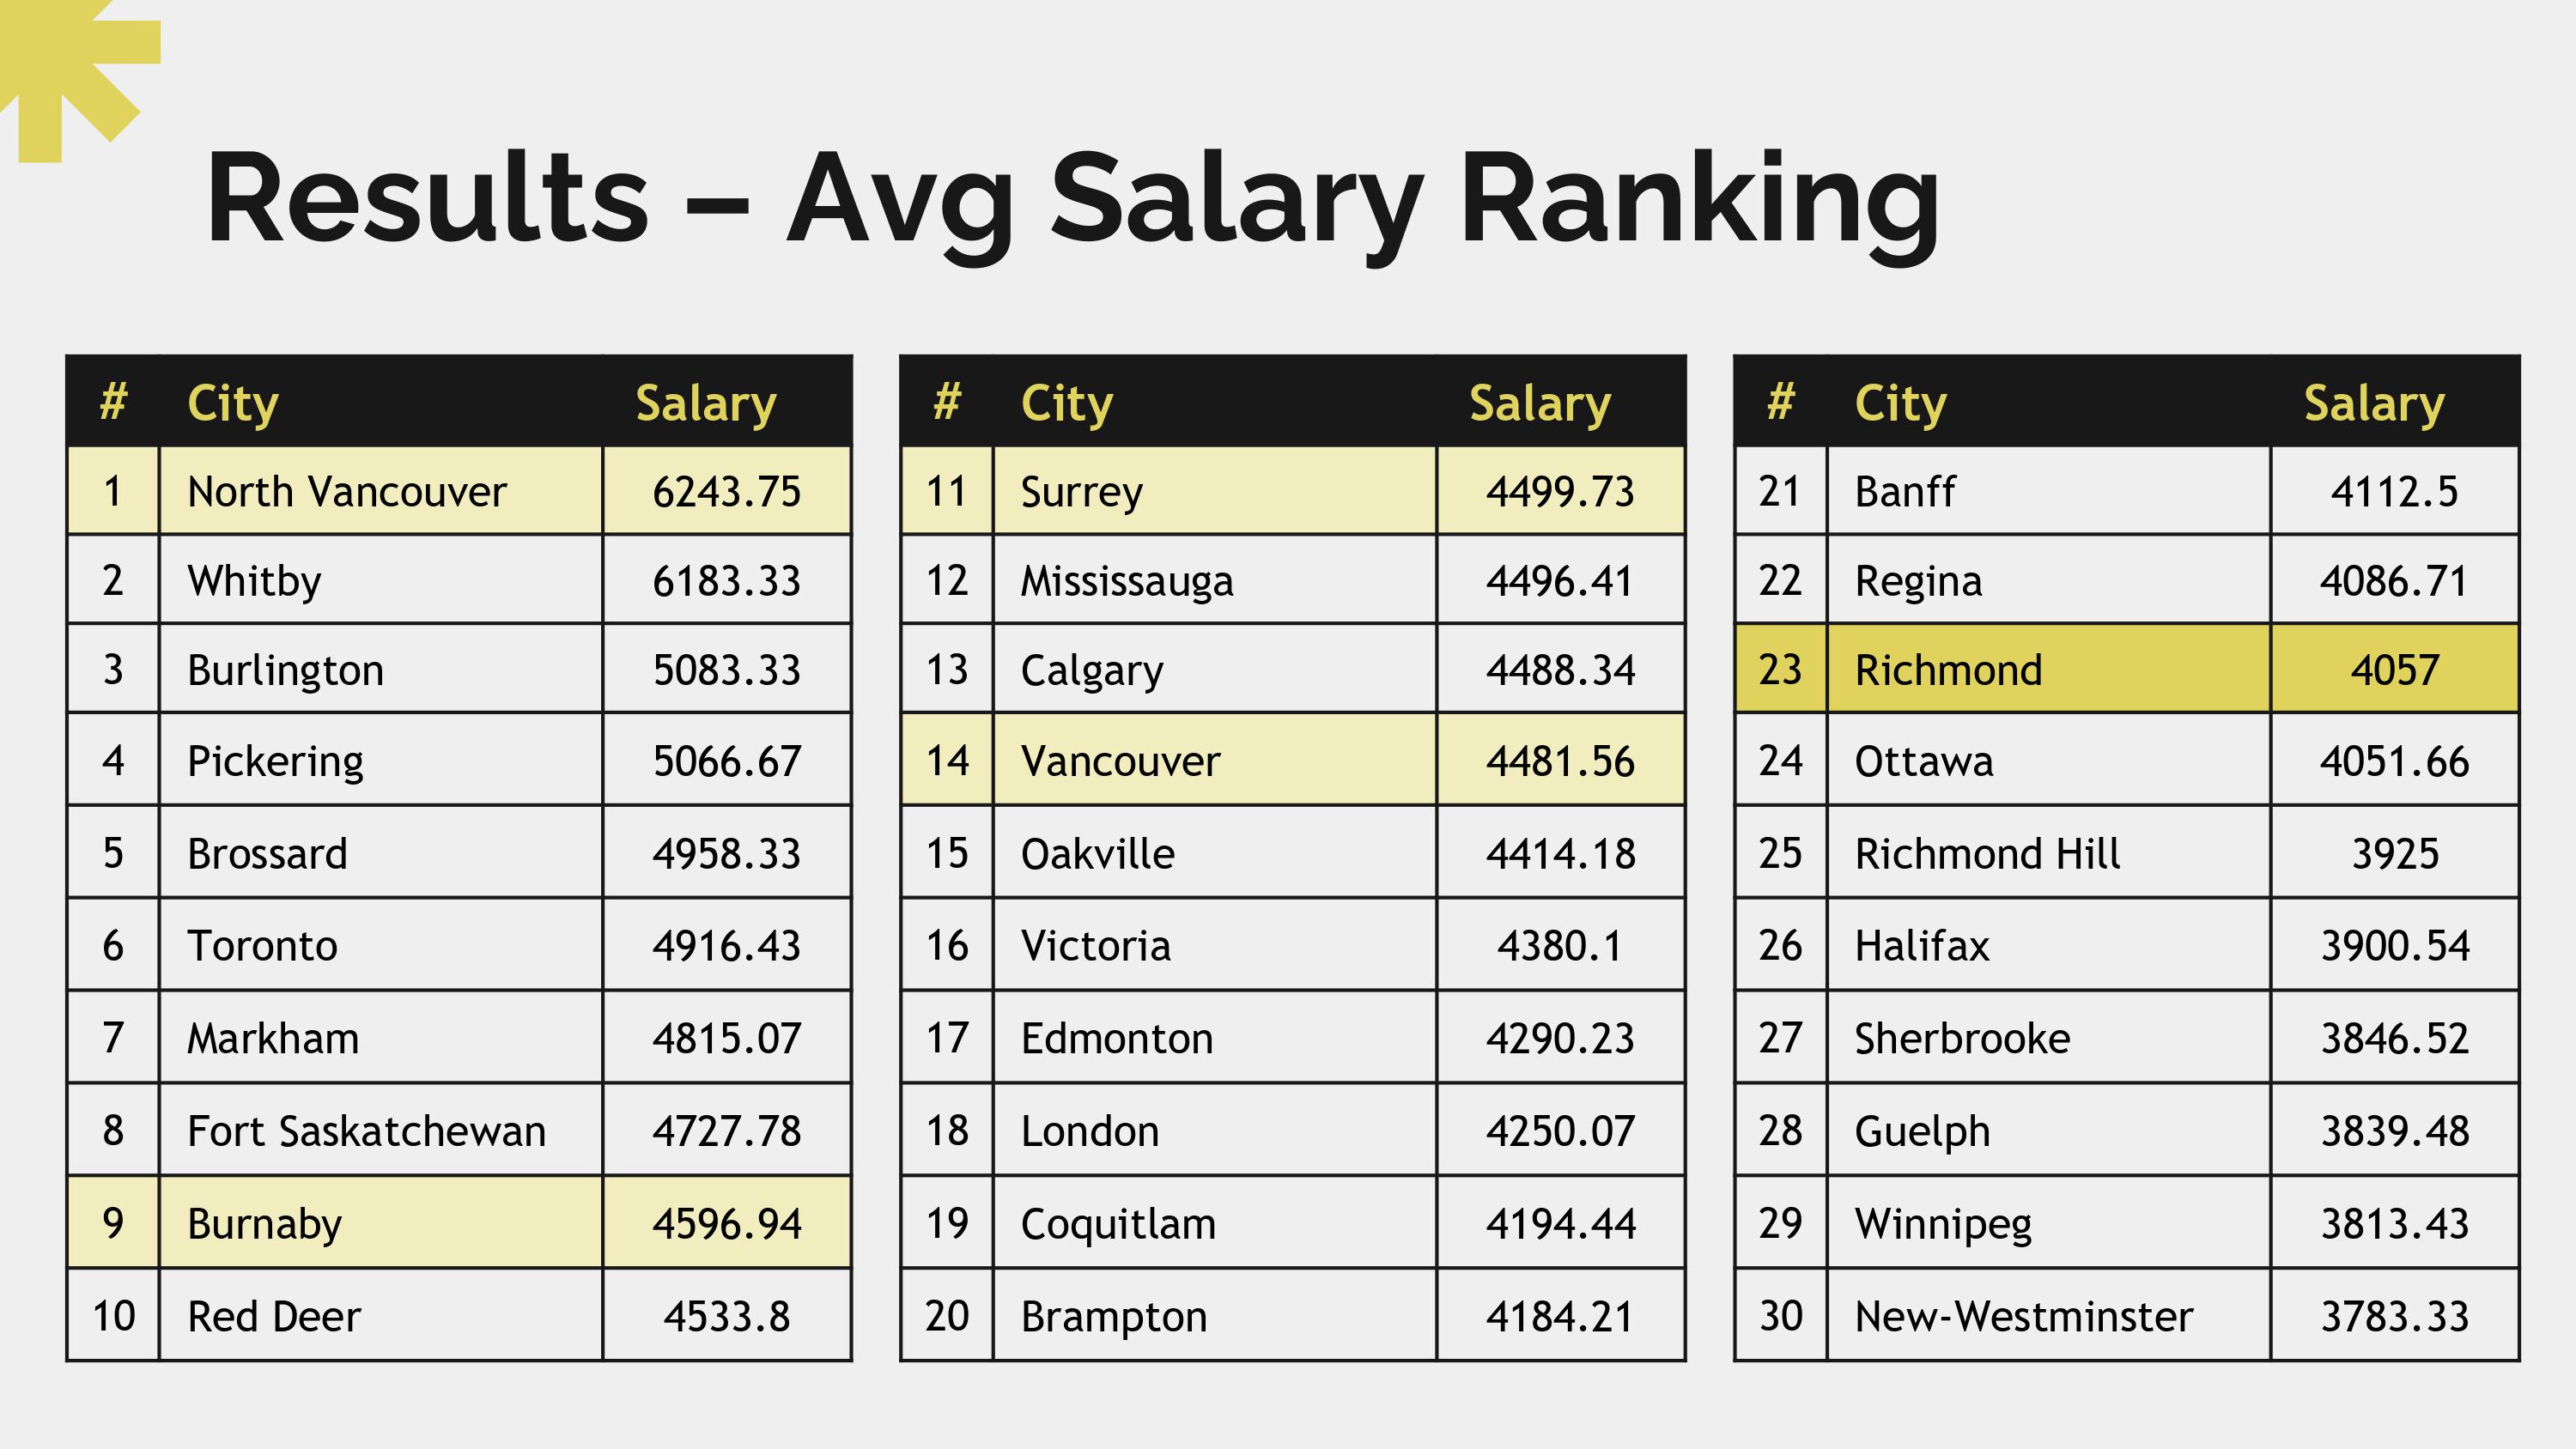 Results – Avg Salary Ranking
# City Salary
1 North Vancouver 6243.75
2 Whitby 6183.33
3 Burlington 5083.33
4 Pickering 5066.67
5 Brossard 4958.33
6 Toronto 4916.43
7 Markham 4815.07
8 Fort Saskatchewan 4727.78
9 Burnaby 4596.94
10 Red Deer 4533.8
# City Salary
11 Surrey 4499.73
12 Mississauga 4496.41
13 Calgary 4488.34
14 Vancouver 4481.56
15 Oakville 4414.18
16 Victoria 4380.1
17 Edmonton 4290.23
18 London 4250.07
19 Coquitlam 4194.44
20 Brampton 4184.21
# City Salary
21 Banff 4112.5
22 Regina 4086.71
23 Richmond 4057
24 Ottawa 4051.66
25 Richmond Hill 3925
26 Halifax 3900.54
27 Sherbrooke 3846.52
28 Guelph 3839.48
29 Winnipeg 3813.43
30 New-Westminster 3783.33